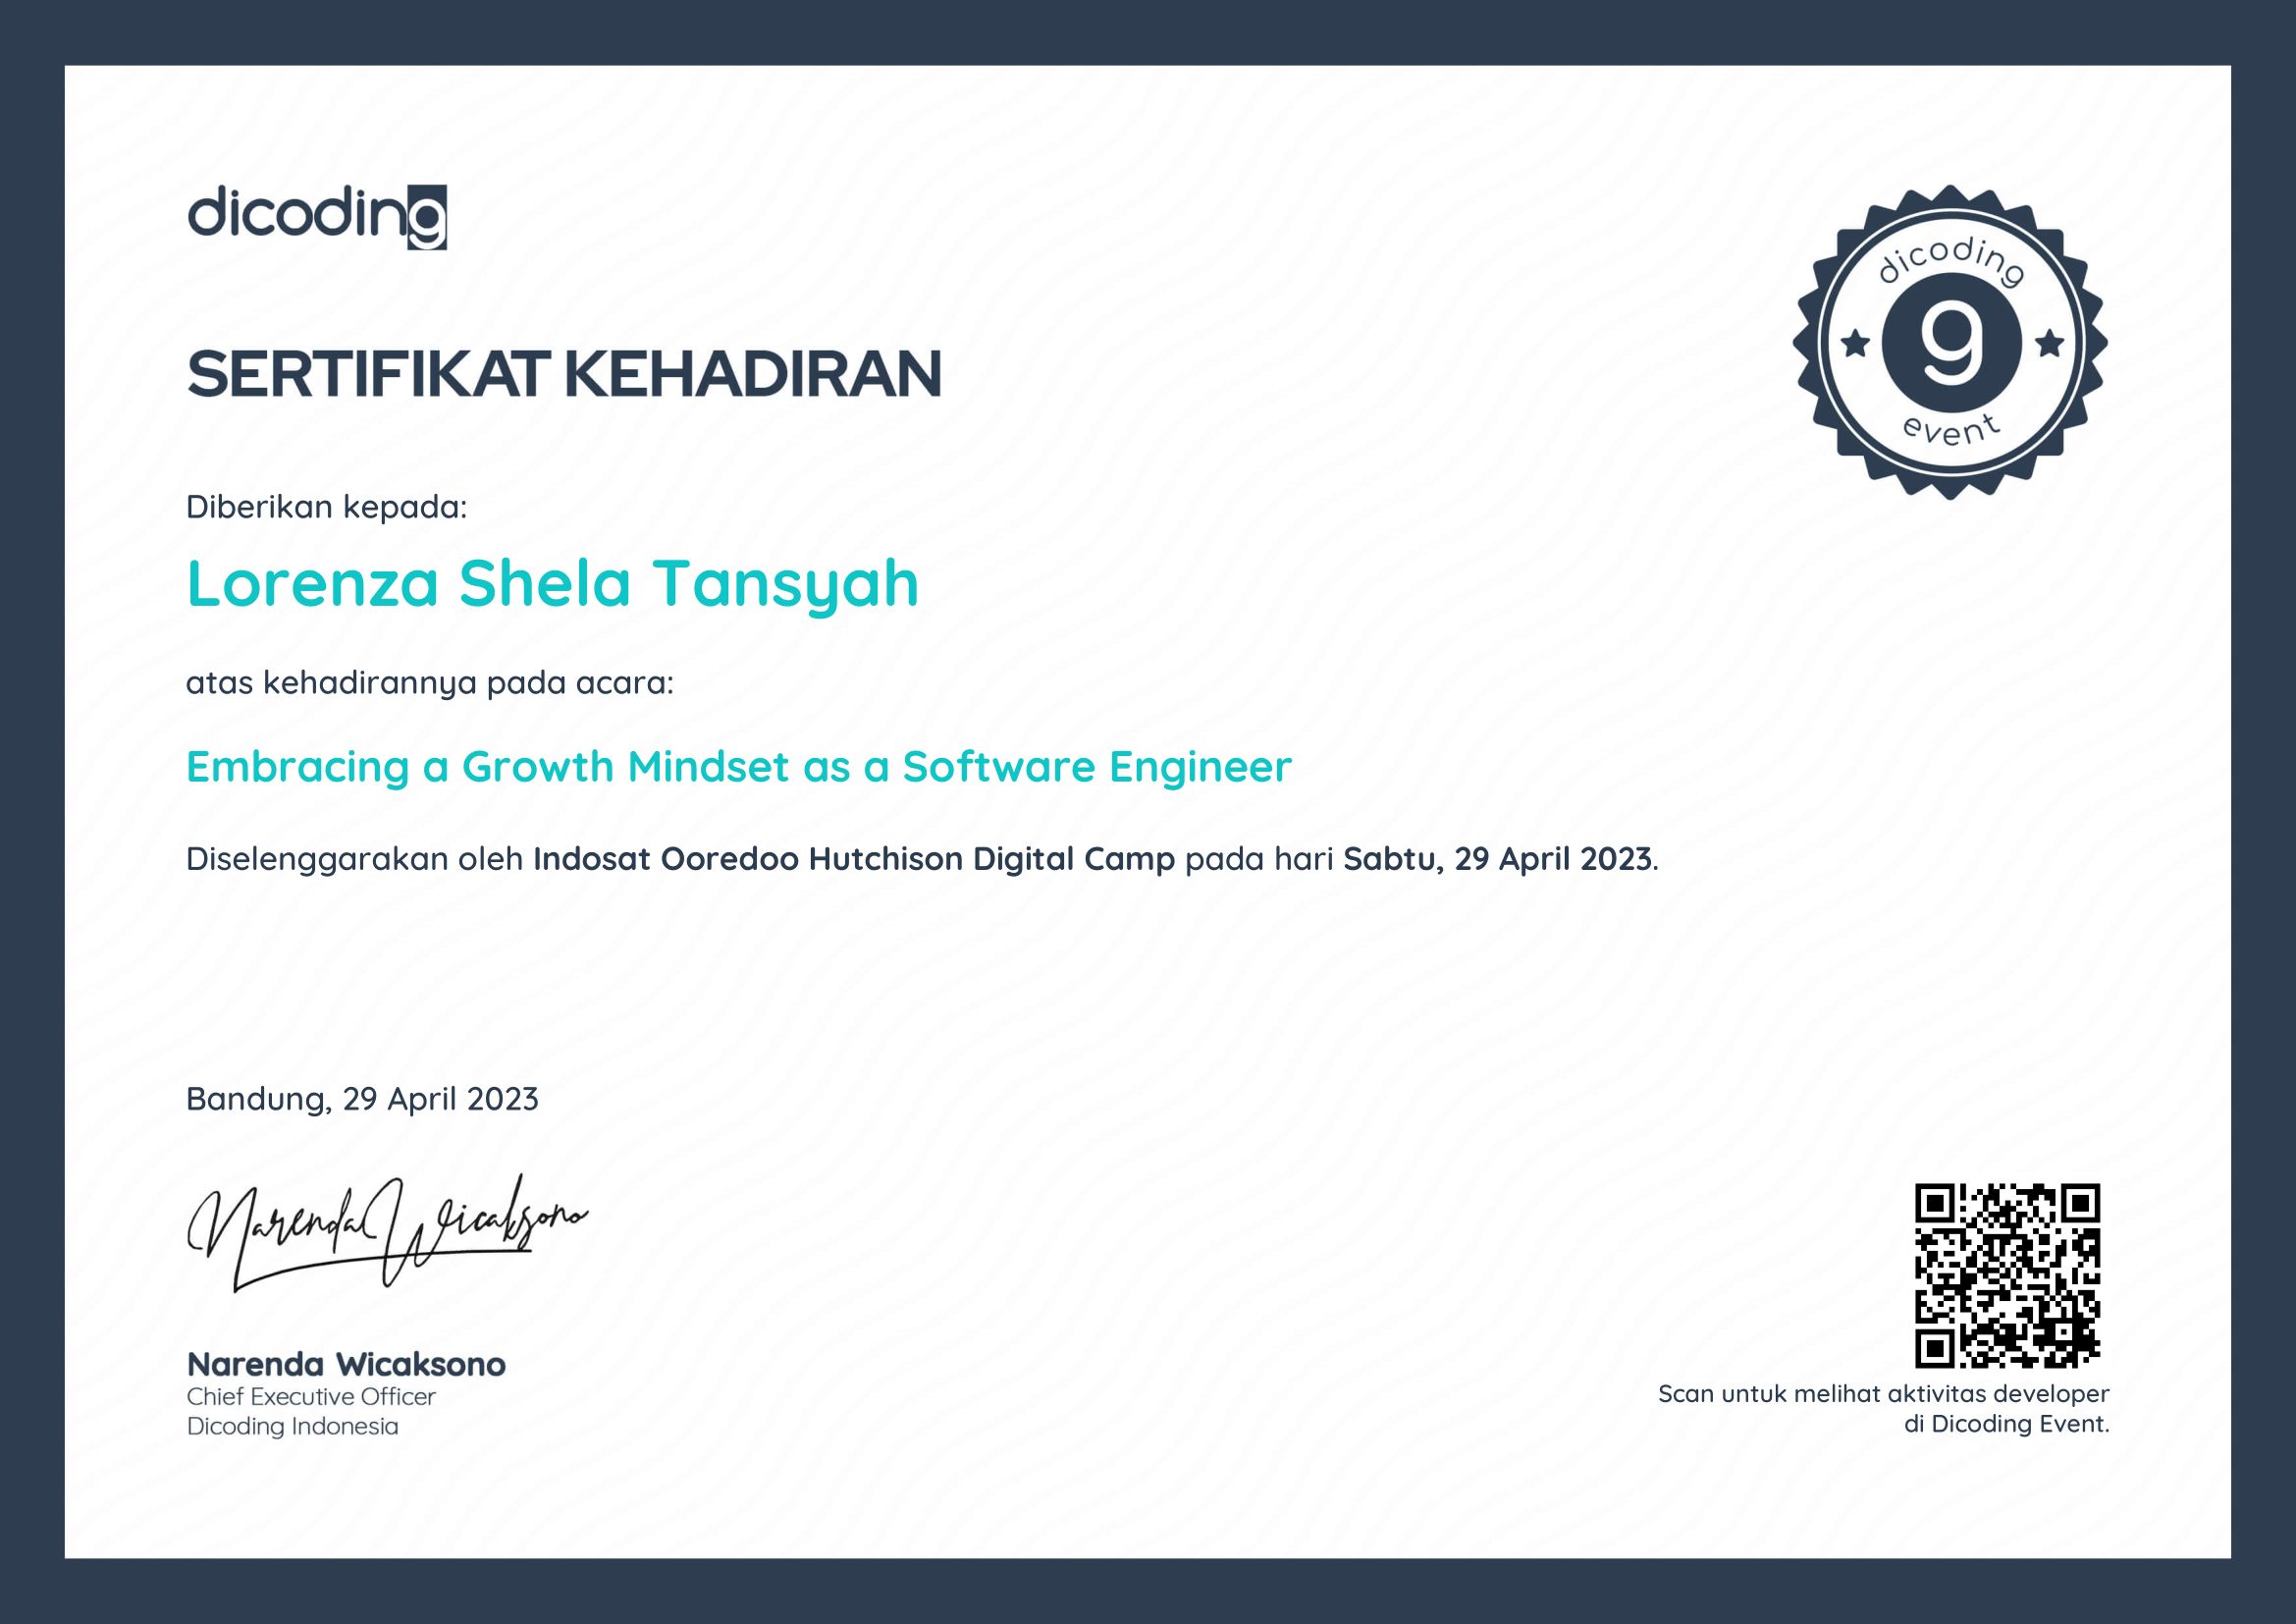 dicoding
SERTIFIKAT KEHADIRAN
dicoding
g
event
Diberikan kepada:
Lorenza Shela Tansyah
atas kehadirannya pada acara:
Embracing a Growth Mindset as a Software Engineer
Diselenggarakan oleh Indosat Ooredoo Hutchison Digital Camp pada hari Sabtu, 29 April 2023.
Bandung, 29 April 2023
Narenda Wicaksono
Narenda Wicaksono
Chief Executive Officer
Dicoding Indonesia
Scan untuk melihat aktivitas developer
di Dicoding Event.